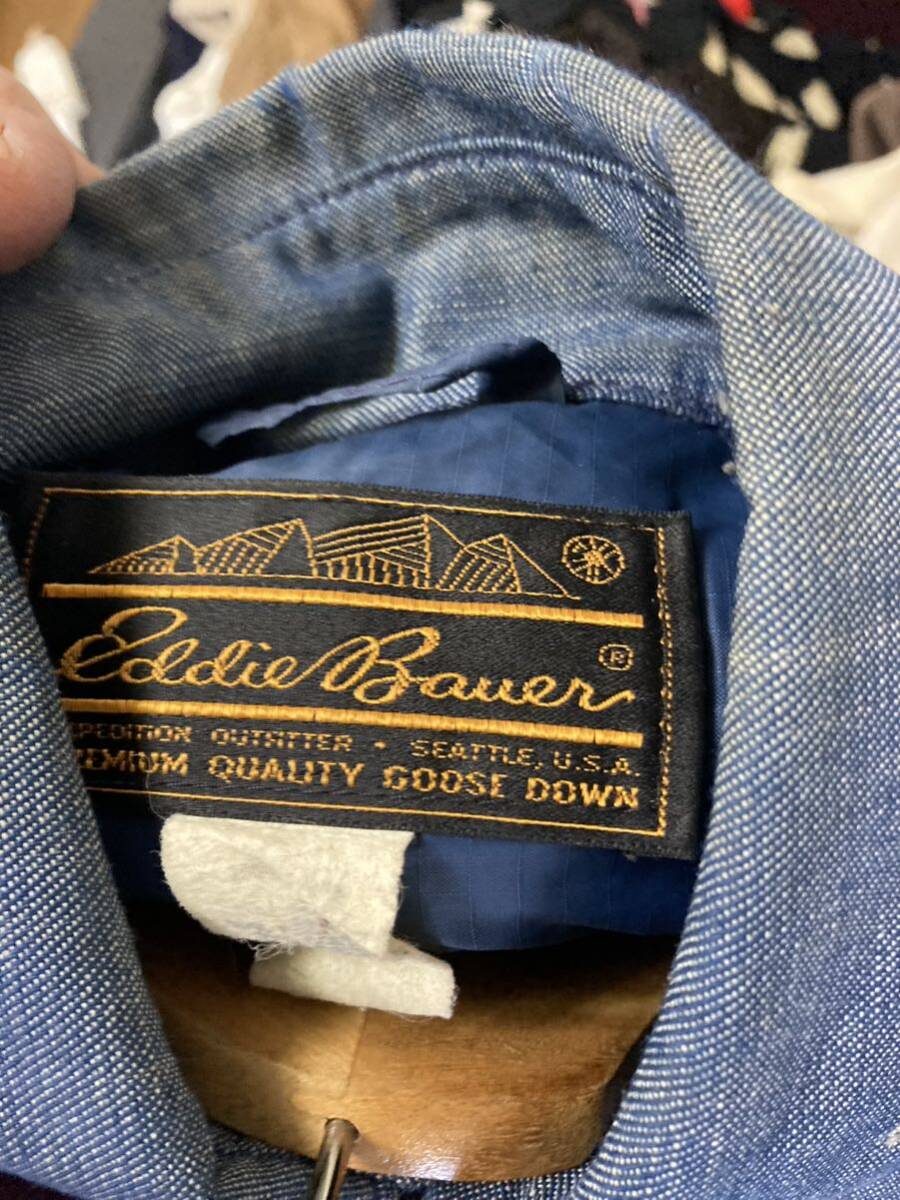 Eddie Bauer®
EXPEDITION OUTFITTER • SEATTLE, U.S.A.
PREMIUM QUALITY GOOSE DOWN